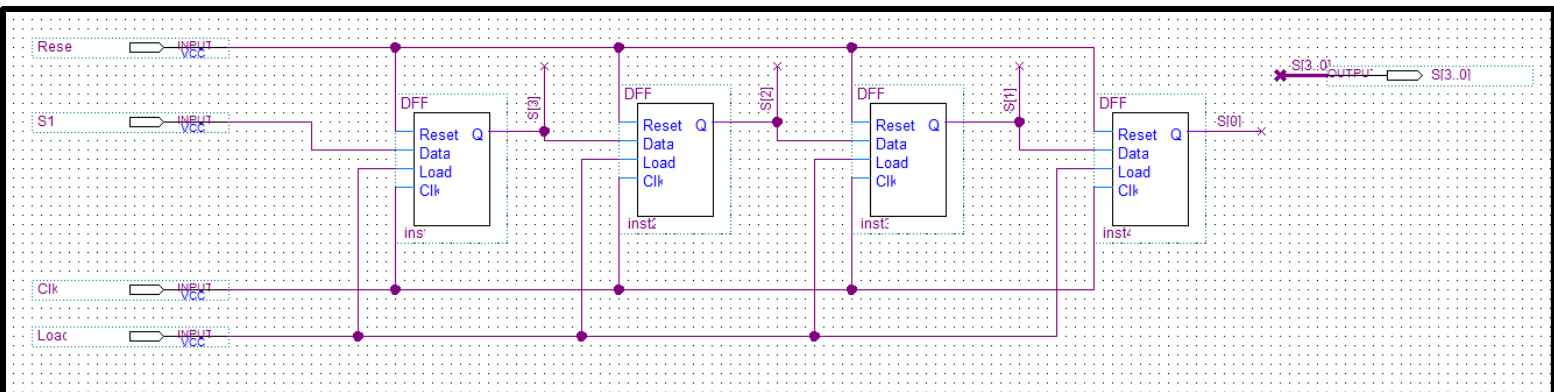 Rese
INPUT
VCC
S[3..0]
OUTPUT
S[3..0]
S1
INPUT
VCC
DFF
Reset
Q
Data
Load
Clk
inst
S[3]
DFF
Reset
Q
Data
Load
Clk
inst2
S[2]
DFF
Reset
Q
Data
Load
Clk
inst3
S[1]
DFF
Reset
Q
Data
Load
Clk
inst4
S[0]
Clk
INPUT
VCC
Load
INPUT
VCC